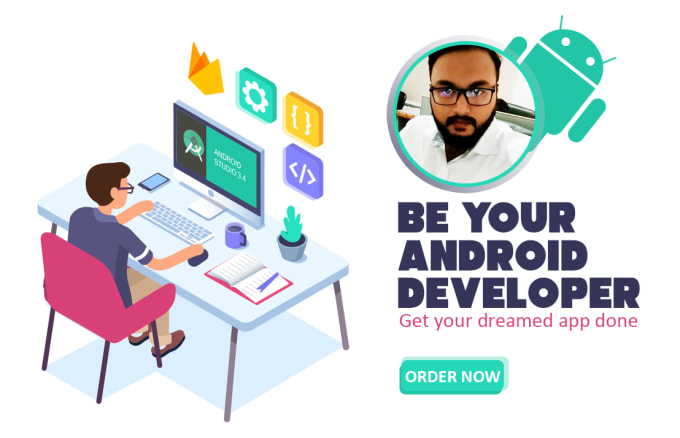 ANDROID
STUDIO 3.4
BE YOUR
ANDROID
DEVELOPER
Get your dreamed app done
ORDER NOW